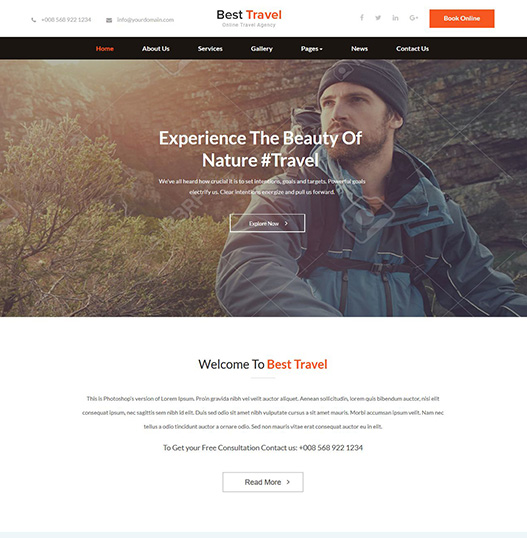 +008 568 922 1234
info@yourdomain.com
Best Travel
Online Travel Agency
Book Online
Home About Us Services Gallery Pages News Contact Us
Experience The Beauty Of
Nature #Travel
We've all heard how crucial it is to set intentions, goals and targets. Powerful goals
electrify us. Clear intentions energize and pull us forward.
Explore Now
Welcome To Best Travel
This is Photoshop's version of Lorem Ipsum. Proin gravida nibh vel velit auctor aliquet. Aenean sollicitudin, lorem quis bibendum auctor, nisi elit
consequat ipsum, nec sagittis sem nibh id elit. Duis sed odio sit amet nibh vulputate cursus a sit amet mauris. Morbi accumsan ipsum velit. Nam nec
tellus a odio tincidunt auctor a ornare odio. Sed non mauris vitae erat consequat auctor eu in elit.
To Get your Free Consultation Contact us: +008 568 922 1234
Read More